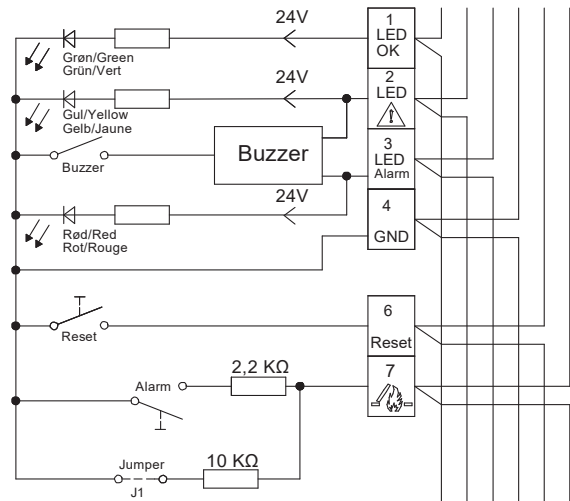 24V
1
LED
OK
Grøn/Green
Grün/Vert
24V
2
LED
Gul/Yellow
Gelb/Jaune
Buzzer
Buzzer
3
LED
Alarm
24V
4
GND
Rød/Red
Rot/Rouge
6
Reset
Reset
2,2 KΩ
7
Alarm
Jumper
10 KΩ
J1